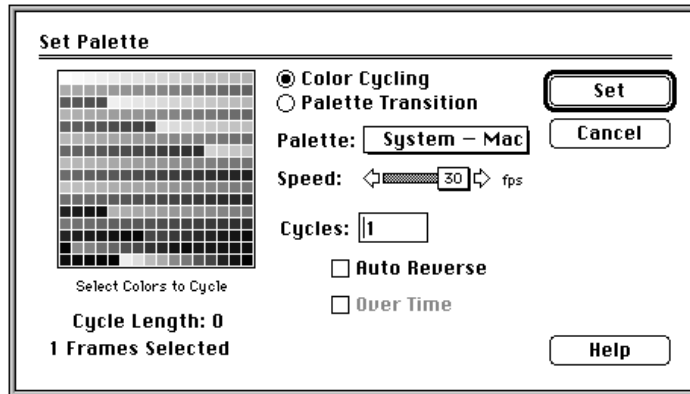 Set Palette
Color Cycling
Palette Transition
Set
Palette: System – Mac
Cancel
Speed: 30 fps
Cycles: 1
Auto Reverse
Select Colors to Cycle
Over Time
Cycle Length: 0
1 Frames Selected
Help